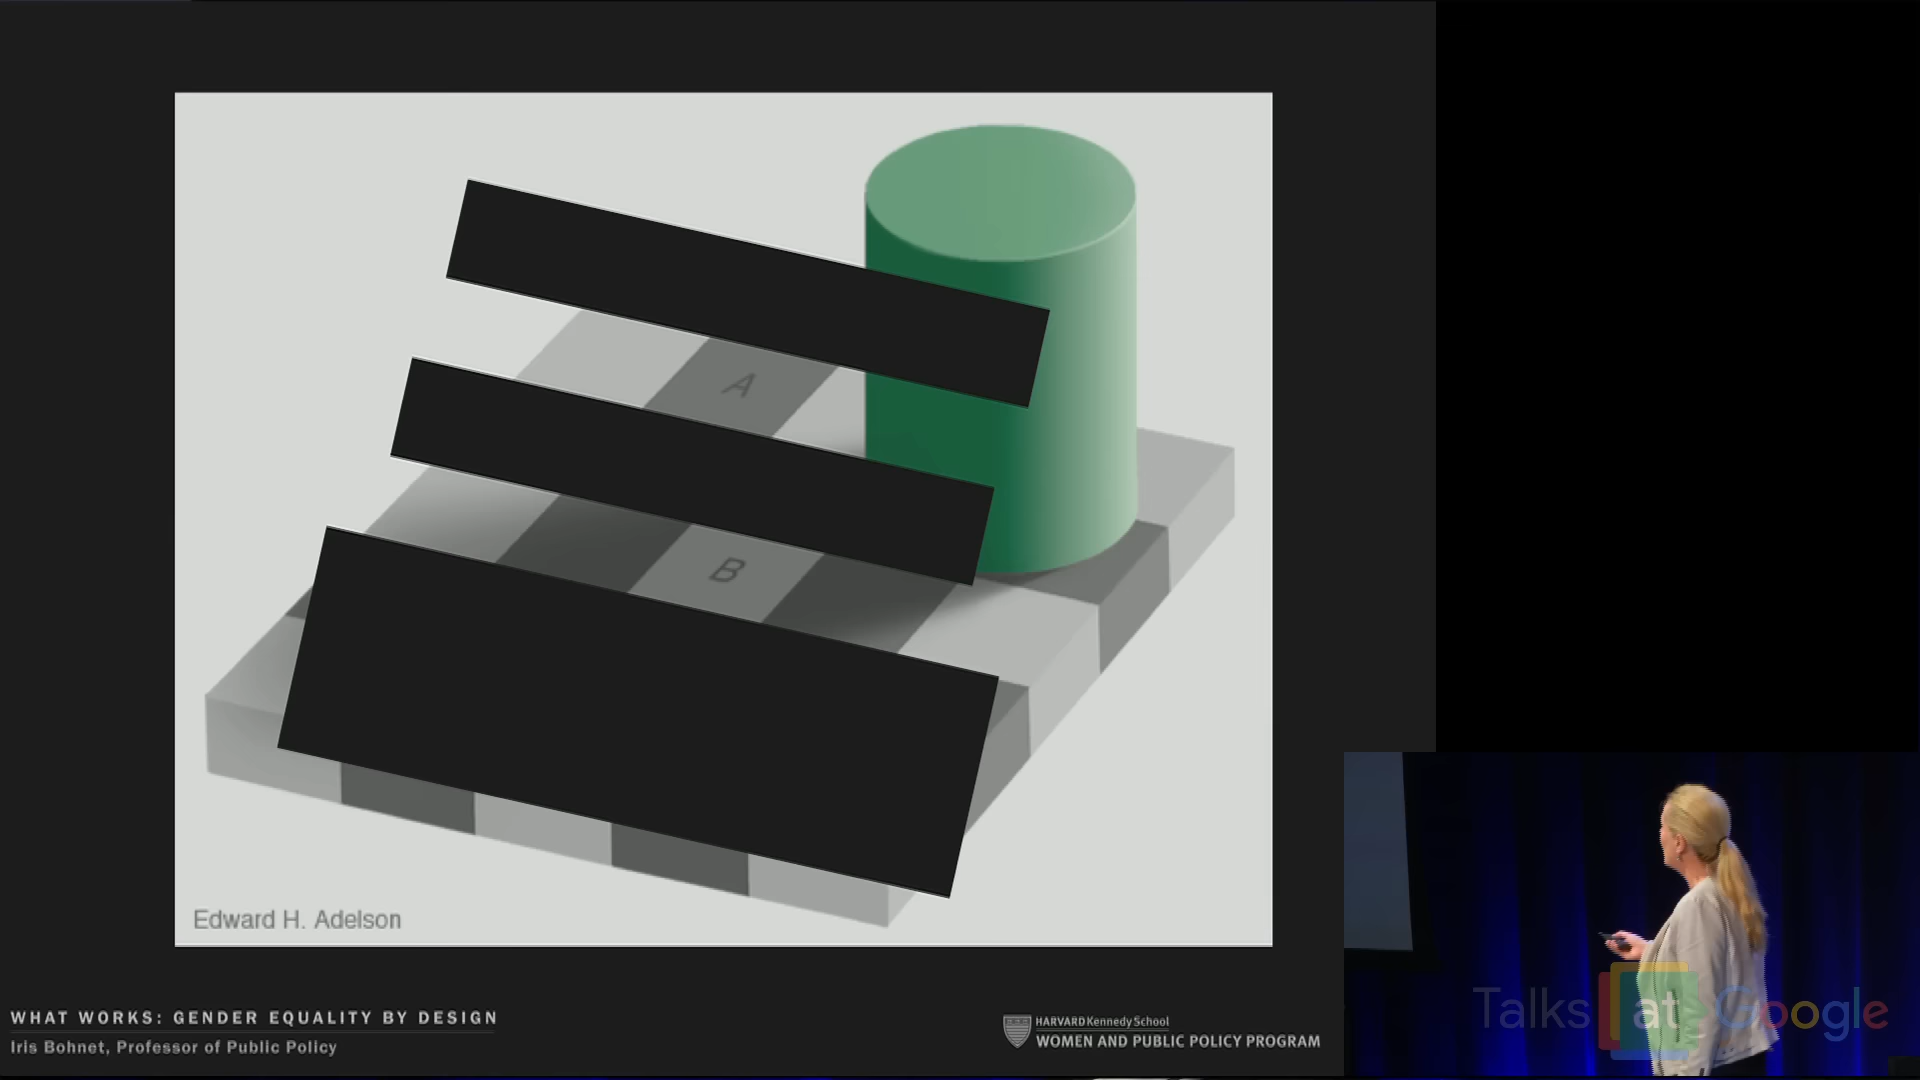 A
B
Edward H. Adelson
WHAT WORKS: GENDER EQUALITY BY DESIGN
Iris Bohnet, Professor of Public Policy
HARVARD Kennedy School
WOMEN AND PUBLIC POLICY PROGRAM
Talks at Google